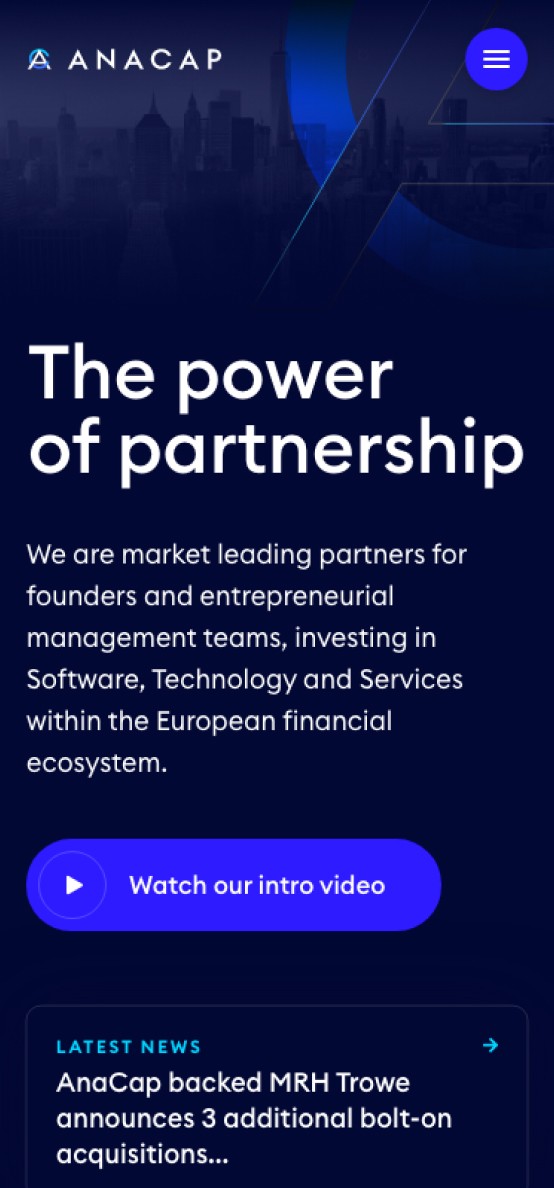 ANACAP
The power
of partnership
We are market leading partners for
founders and entrepreneurial
management teams, investing in
Software, Technology and Services
within the European financial
ecosystem.
Watch our intro video
LATEST NEWS
AnaCap backed MRH Trowe
announces 3 additional bolt-on
acquisitions...